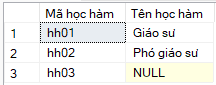 Mã học hàm Tên học hàm
1 hh01 Giáo sư
2 hh02 Phó giáo sư
3 hh03 NULL